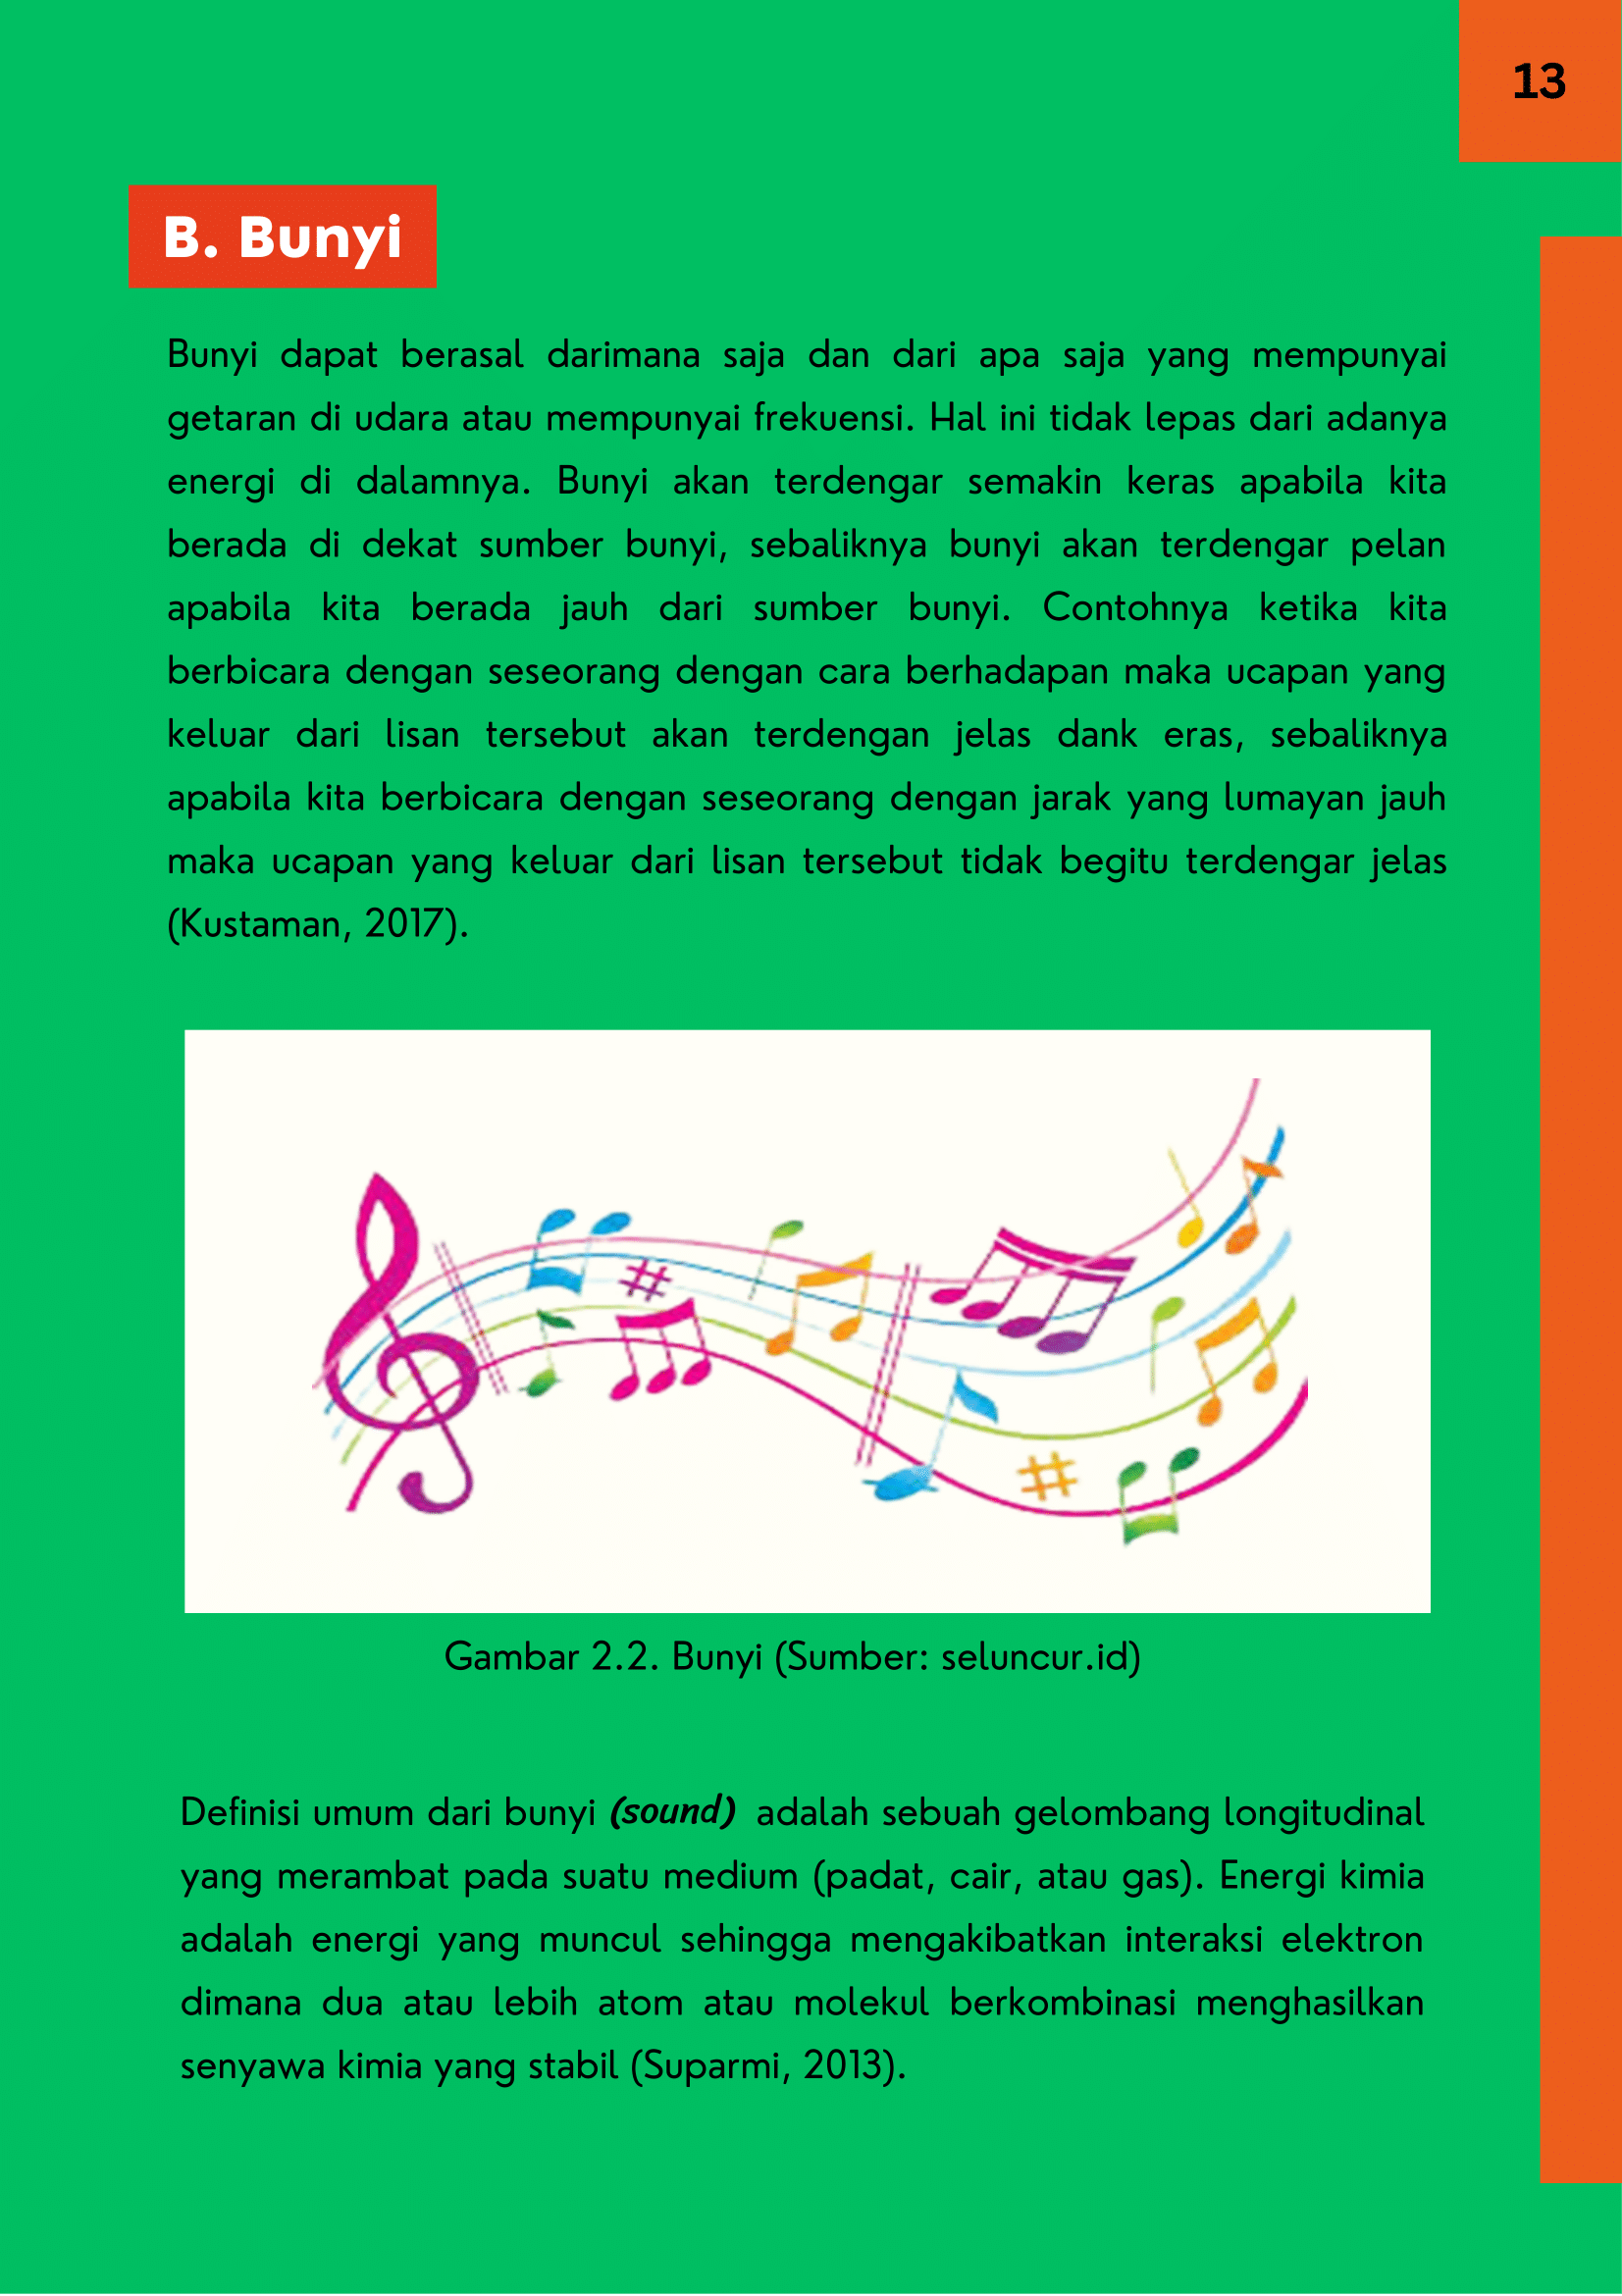 13
B. Bunyi
Bunyi dapat berasal darimana saja dan dari apa saja yang mempunyai
getaran di udara atau mempunyai frekuensi. Hal ini tidak lepas dari adanya
energi di dalamnya. Bunyi akan terdengar semakin keras apabila kita
berada di dekat sumber bunyi, sebaliknya bunyi akan terdengar pelan
apabila kita berada jauh dari sumber bunyi. Contohnya ketika kita
berbicara dengan seseorang dengan cara berhadapan maka ucapan yang
keluar dari lisan tersebut akan terdengan jelas dank eras, sebaliknya
apabila kita berbicara dengan seseorang dengan jarak yang lumayan jauh
maka ucapan yang keluar dari lisan tersebut tidak begitu terdengar jelas
(Kustaman, 2017).
Gambar 2.2. Bunyi (Sumber: seluncur.id)
Definisi umum dari bunyi (sound) adalah sebuah gelombang longitudinal
yang merambat pada suatu medium (padat, cair, atau gas). Energi kimia
adalah energi yang muncul sehingga mengakibatkan interaksi elektron
dimana dua atau lebih atom atau molekul berkombinasi menghasilkan
senyawa kimia yang stabil (Suparmi, 2013).